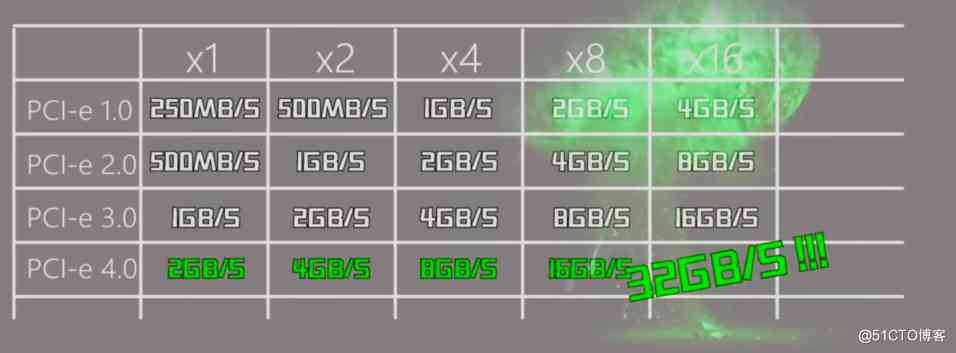 x1 x2 x4 x8 x16
PCI-e 1.0 250MB/S 500MB/S 1GB/S 2GB/S 4GB/S
PCI-e 2.0 500MB/S 1GB/S 2GB/S 4GB/S 8GB/S
PCI-e 3.0 1GB/S 2GB/S 4GB/S 8GB/S 16GB/S
PCI-e 4.0 2GB/S 4GB/S 8GB/S 16GB/S 32GB/S !!!
@51CTO博客